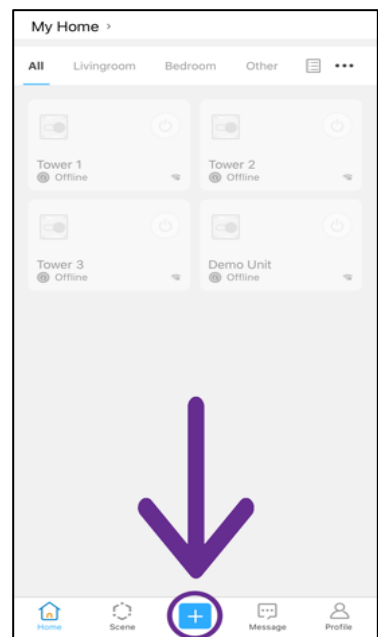 My Home >
All Livingroom Bedroom Other
Tower 1 Tower 2
Offline Offline
Tower 3 Demo Unit
Offline Offline
Home Scene Message Profile